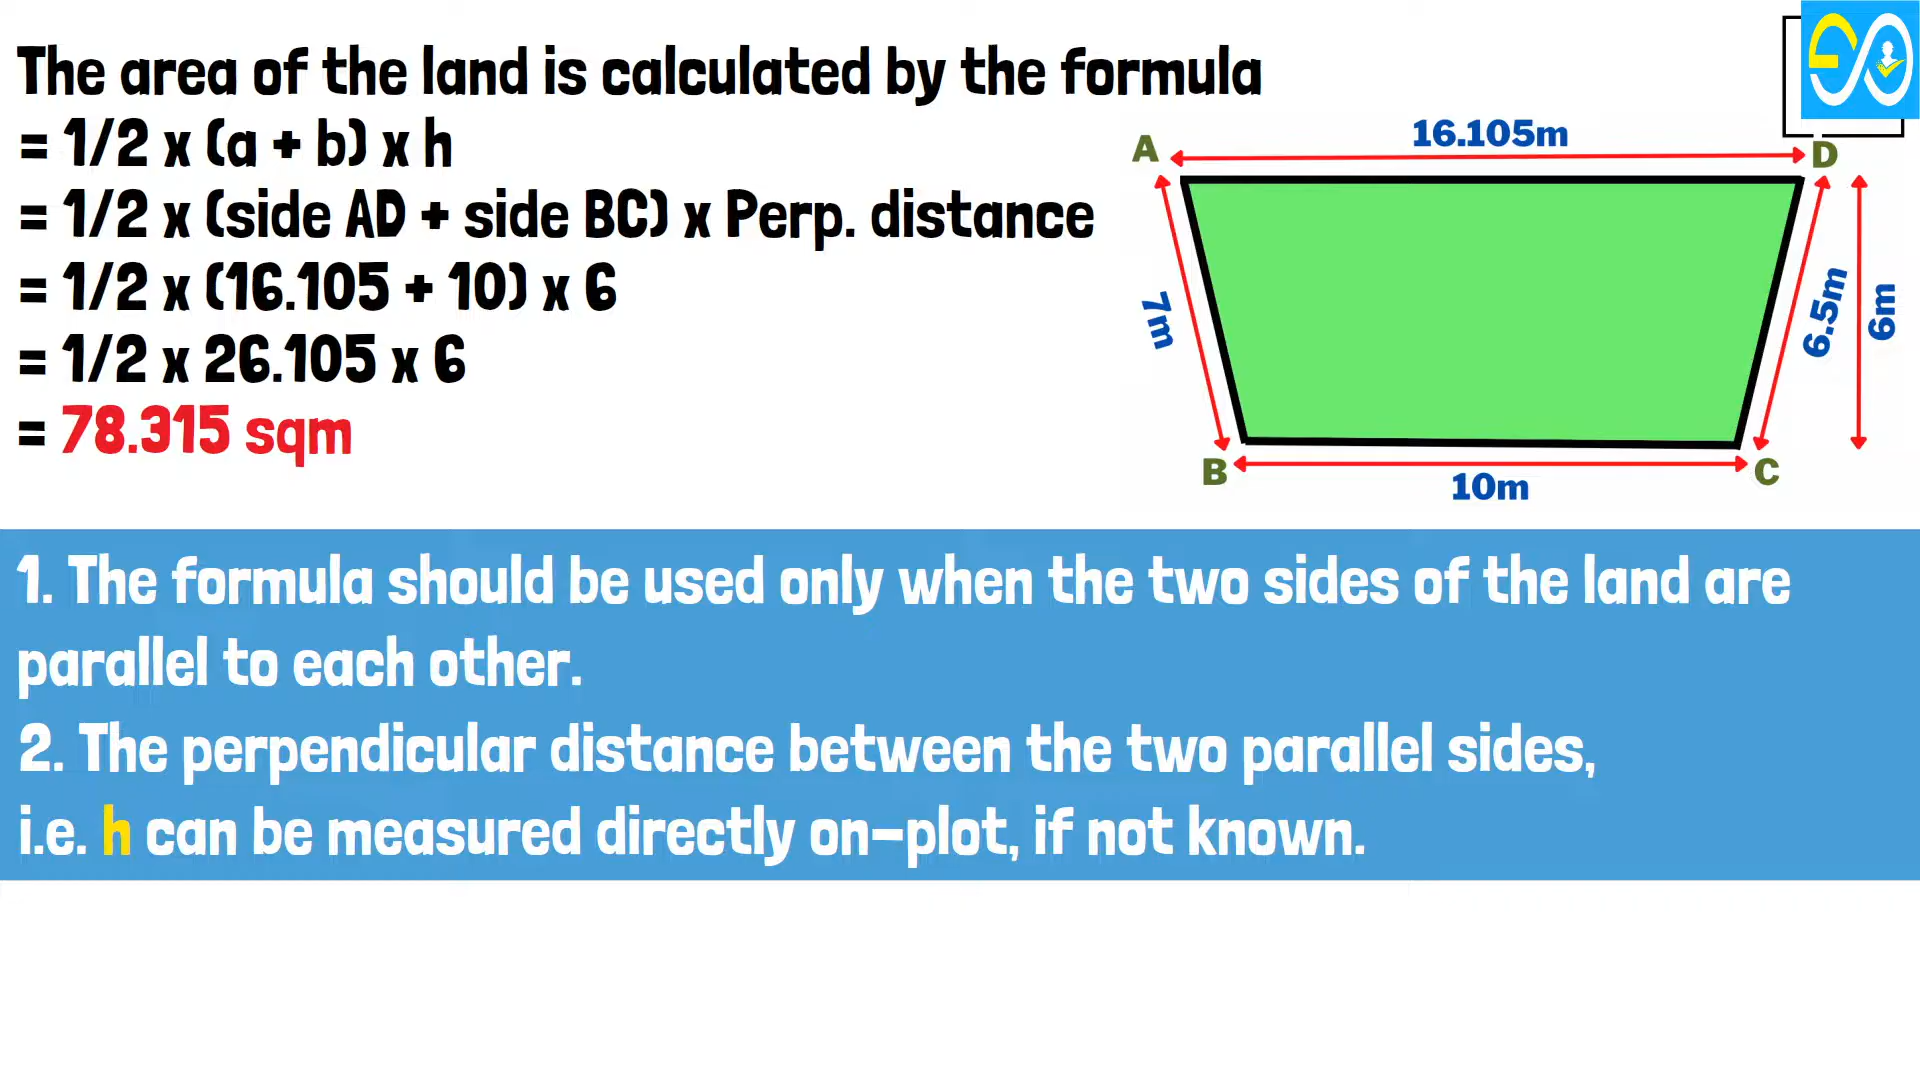 The area of the land is calculated by the formula
= 1/2 x (a + b) x h
= 1/2 x (side AD + side BC) x Perp. distance
= 1/2 x (16.105 + 10) x 6
= 1/2 x 26.105 x 6
= 78.315 sqm
16.105m
A
D
7m
6.5m
6m
B
C
10m
1. The formula should be used only when the two sides of the land are
parallel to each other.
2. The perpendicular distance between the two parallel sides,
i.e. h can be measured directly on-plot, if not known.